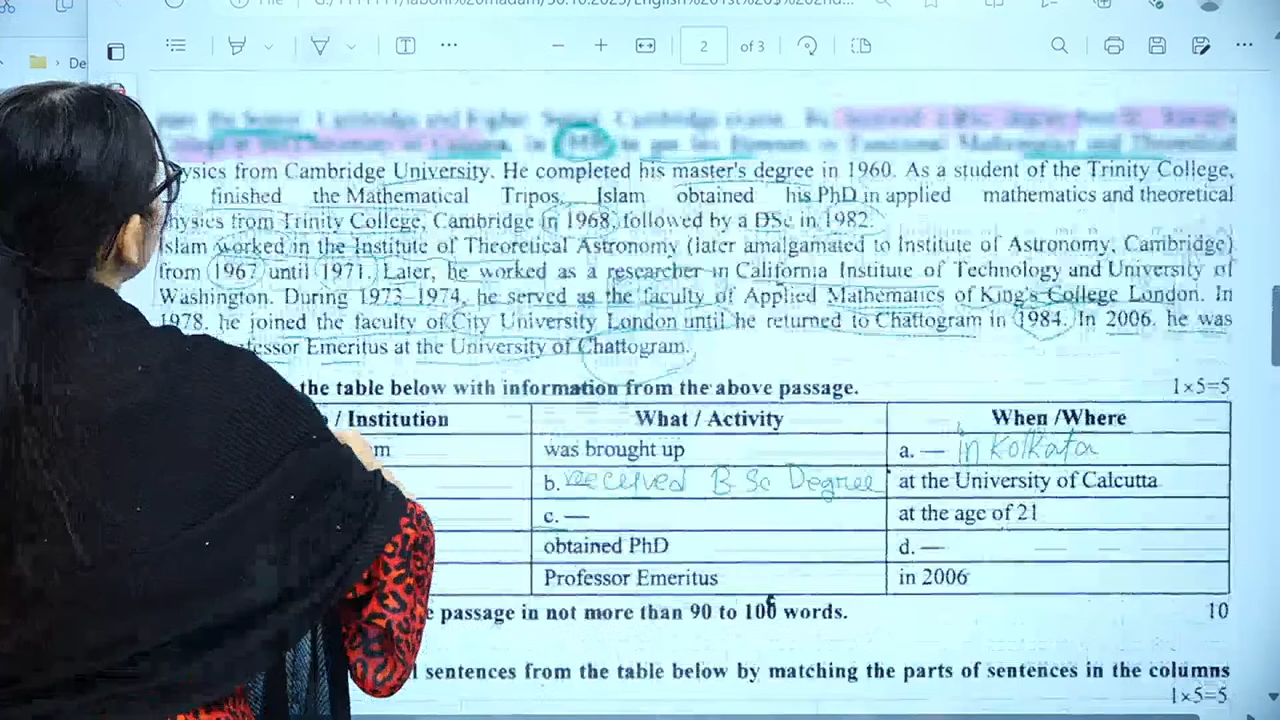 2 of 3
De
ysics from Cambridge University. He completed his master's degree in 1960. As a student of the Trinity College,
finished the Mathematical Tripos. Islam obtained his PhD in applied mathematics and theoretical
hysics from Trinity College, Cambridge in 1968, followed by a DSc in 1982.
Islam worked in the Institute of Theoretical Astronomy (later amalgamated to Institute of Astronomy, Cambridge)
from 1967 until 1971. Later, he worked as a researcher in California Institute of Technology and University of
Washington. During 1973-1974, he served as the faculty of Applied Mathematics of King's College London. In
1978, he joined the faculty of City University London until he returned to Chattogram in 1984. In 2006, he was
fessor Emeritus at the University of Chattogram.
the table below with information from the above passage. 1×5=5
/ Institution What / Activity When /Where
m was brought up a. — in Kolkata
b. received B Sc Degree at the University of Calcutta
c. — at the age of 21
obtained PhD d. —
Professor Emeritus in 2006
e passage in not more than 90 to 100 words. 10
sentences from the table below by matching the parts of sentences in the columns
1×5=5